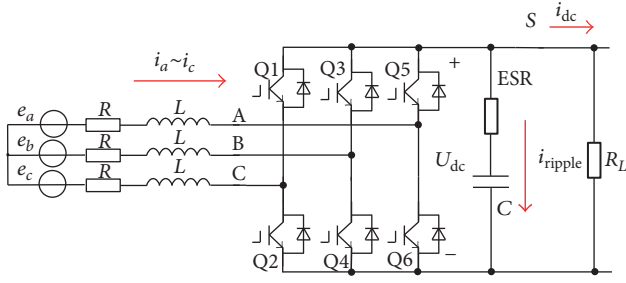 S i_dc
i_a~i_c Q1 Q3 Q5 + ESR
e_a R L A
e_b R L B U_dc i_ripple R_L
e_c R L C C
Q2 Q4 Q6 −